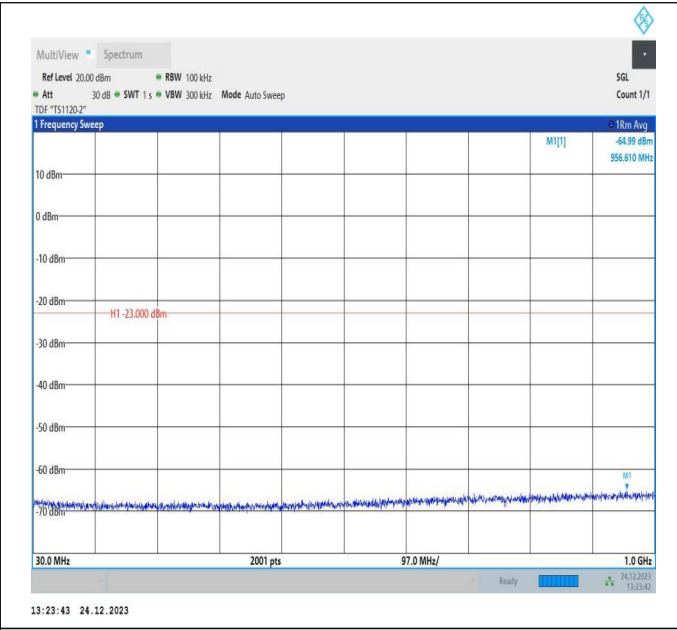 R S
MultiView Spectrum
Ref Level 20.00 dBm RBW 100 kHz SGL
Att 30 dB SWT 1 s VBW 300 kHz Mode Auto Sweep Count 1/1
TDF "TS1120-2"
1 Frequency Sweep 1Rm Avg
M1[1] -64.99 dBm
956.610 MHz
10 dBm
0 dBm
-10 dBm
-20 dBm
H1 -23.000 dBm
-30 dBm
-40 dBm
-50 dBm
-60 dBm
M1
-70 dBm
30.0 MHz 2001 pts 97.0 MHz/ 1.0 GHz
Ready 24.12.2023
13:23:42
13:23:43 24.12.2023